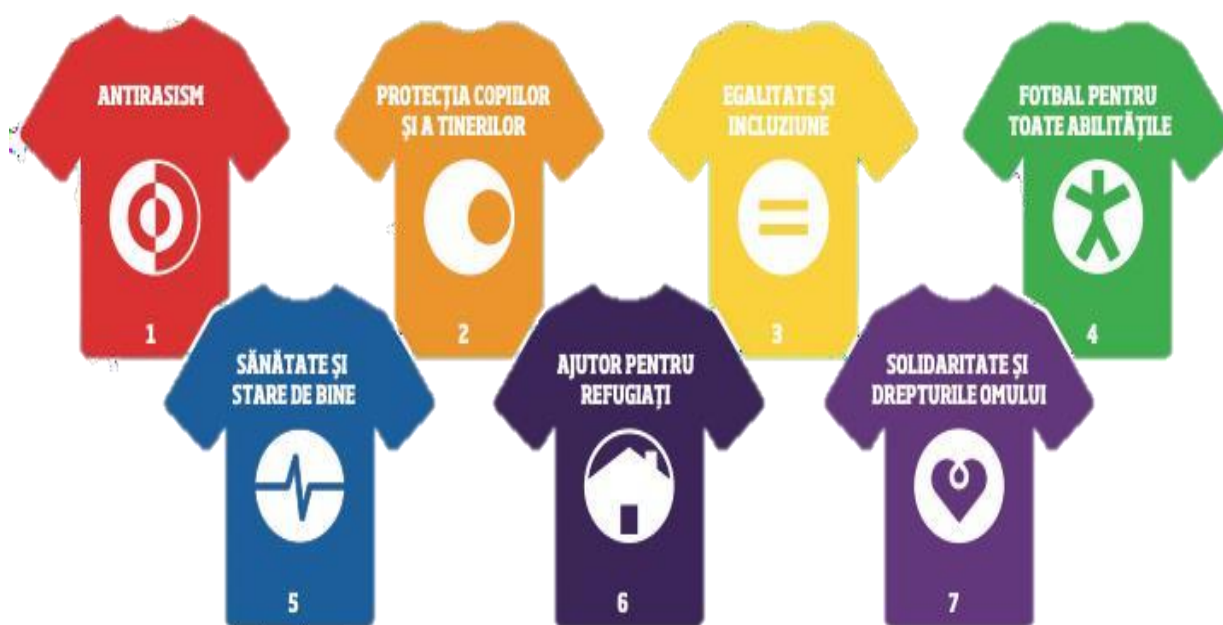 ANTIRASISM
1
PROTECȚIA COPIILOR
ȘI A TINERILOR
2
EGALITATE ȘI
INCLUZIUNE
3
FOTBAL PENTRU
TOATE ABILITĂȚILE
4
SĂNĂTATE ȘI
STARE DE BINE
5
AJUTOR PENTRU
REFUGIAȚI
6
SOLIDARITATE ȘI
DREPTURILE OMULUI
7